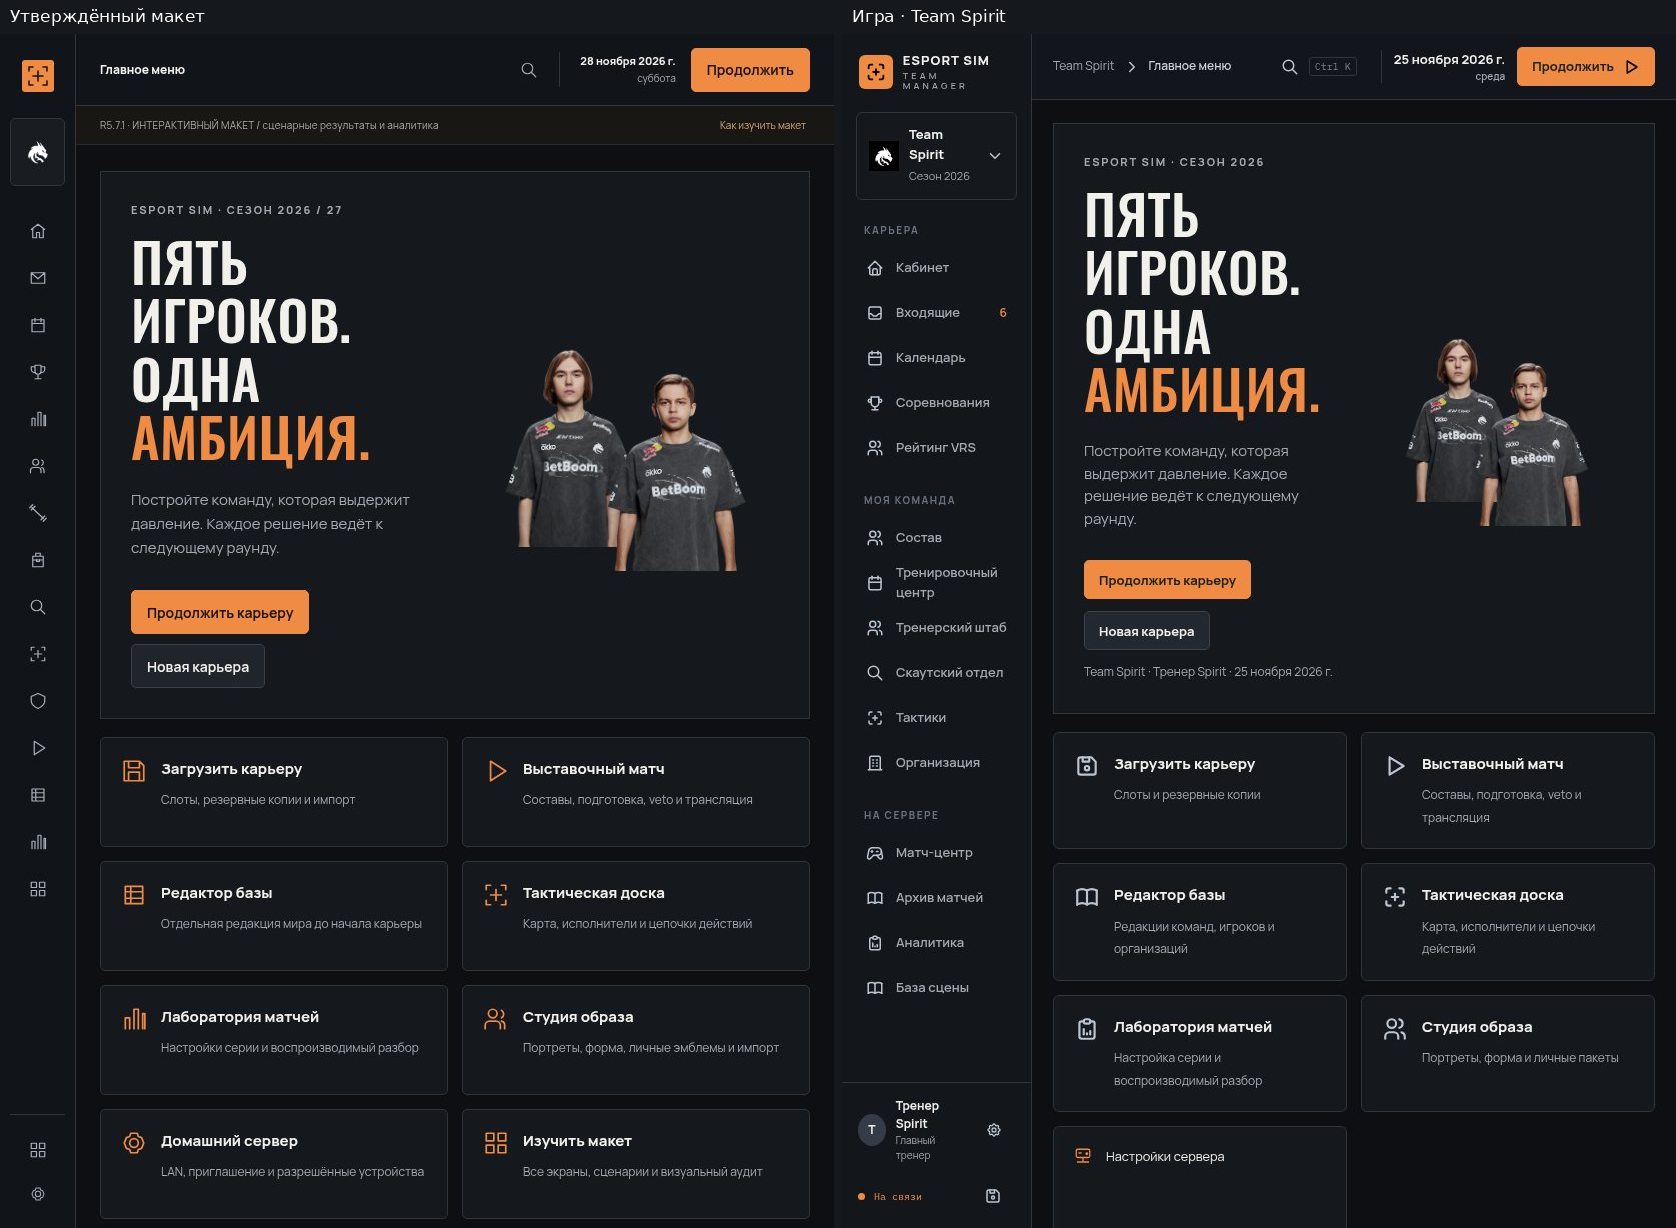 Утверждённый макет
Главное меню
28 ноября 2026 г.
суббота
Продолжить
R5.7.1 · ИНТЕРАКТИВНЫЙ МАКЕТ / сценарные результаты и аналитика
Как изучить макет
ESPORT SIM · СЕЗОН 2026 / 27
ПЯТЬ
ИГРОКОВ.
ОДНА
АМБИЦИЯ.
Постройте команду, которая выдержит
давление. Каждое решение ведёт к
следующему раунду.
BetBoom
BetBoom
Продолжить карьеру
Новая карьера
Загрузить карьеру
Слоты, резервные копии и импорт
Выставочный матч
Составы, подготовка, veto и трансляция
Редактор базы
Отдельная редакция мира до начала карьеры
Тактическая доска
Карта, исполнители и цепочки действий
Лаборатория матчей
Настройки серии и воспроизводимый разбор
Студия образа
Портреты, форма, личные эмблемы и импорт
Домашний сервер
LAN, приглашение и разрешённые устройства
Изучить макет
Все экраны, сценарии и визуальный аудит
Игра · Team Spirit
ESPORT SIM
TEAM
MANAGER
Team
Spirit
Сезон 2026
КАРЬЕРА
Кабинет
Входящие 6
Календарь
Соревнования
Рейтинг VRS
МОЯ КОМАНДА
Состав
Тренировочный
центр
Тренерский штаб
Скаутский отдел
Тактики
Организация
НА СЕРВЕРЕ
Матч-центр
Архив матчей
Аналитика
База сцены
Т
Тренер
Spirit
Главный
тренер
На связи
Team Spirit > Главное меню
Ctrl K
25 ноября 2026 г.
среда
Продолжить
ESPORT SIM · СЕЗОН 2026
ПЯТЬ
ИГРОКОВ.
ОДНА
АМБИЦИЯ.
Постройте команду, которая
выдержит давление. Каждое
решение ведёт к следующему
раунду.
BetBoom
BetBoom
Продолжить карьеру
Новая карьера
Team Spirit · Тренер Spirit · 25 ноября 2026 г.
Загрузить карьеру
Слоты и резервные копии
Выставочный матч
Составы, подготовка, veto и
трансляция
Редактор базы
Редакции команд, игроков и
организаций
Тактическая доска
Карта, исполнители и цепочки
действий
Лаборатория матчей
Настройка серии и
воспроизводимый разбор
Студия образа
Портреты, форма и личные пакеты
Настройки сервера